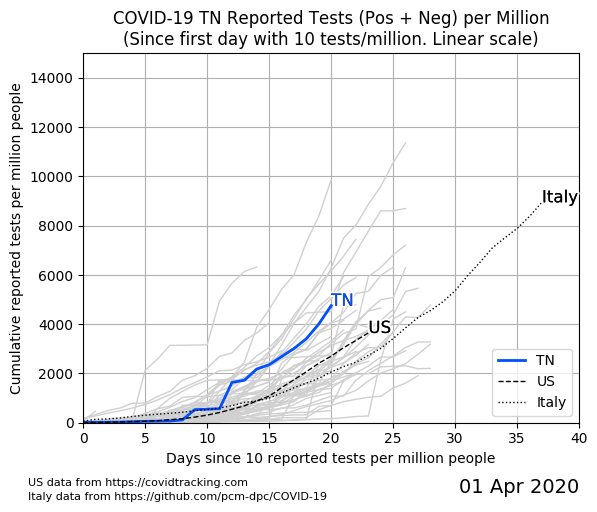 COVID-19 TN Reported Tests (Pos + Neg) per Million
(Since first day with 10 tests/million. Linear scale)
Cumulative reported tests per million people
14000
12000
10000
8000
6000
4000
2000
0
Italy
TN
US
TN
US
Italy
0 5 10 15 20 25 30 35 40
Days since 10 reported tests per million people
US data from https://covidtracking.com
Italy data from https://github.com/pcm-dpc/COVID-19
01 Apr 2020